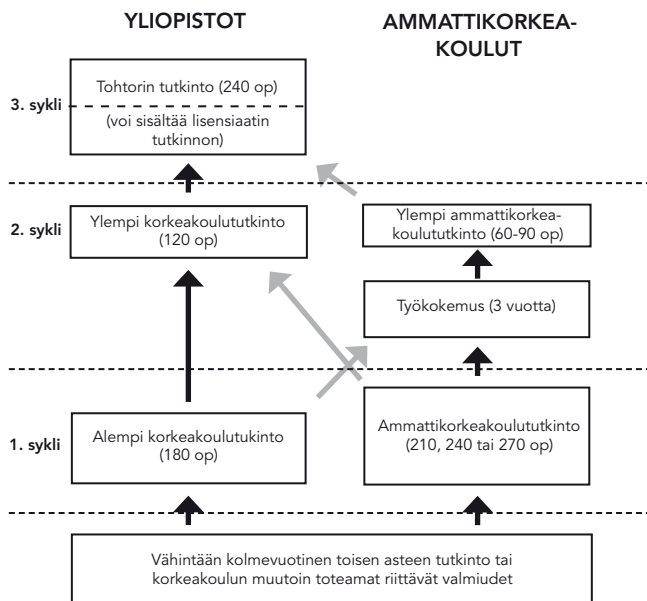 YLIOPISTOT
AMMATTIKORKEA-
KOULUT
3. sykli
Tohtorin tutkinto (240 op)
(voi sisältää lisensiaatin
tutkinnon)
2. sykli
Ylempi korkeakoulututkinto
(120 op)
Ylempi ammattikorkea-
koulututkinto (60-90 op)
Työkokemus (3 vuotta)
1. sykli
Alempi korkeakoulutukinto
(180 op)
Ammattikorkeakoulututkinto
(210, 240 tai 270 op)
Vähintään kolmevuotinen toisen asteen tutkinto tai
korkeakoulun muutoin toteamat riittävät valmiudet